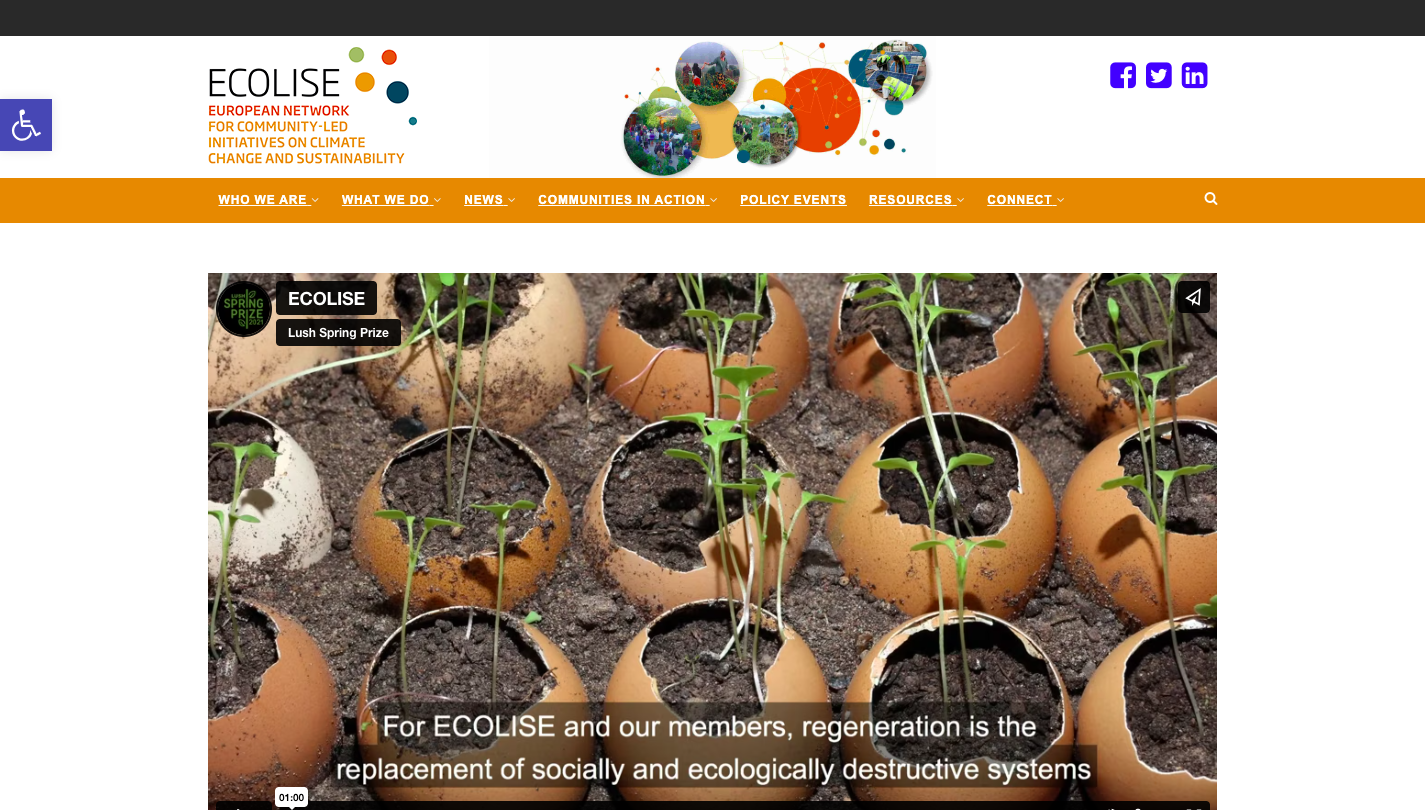 ECOLISE
EUROPEAN NETWORK
FOR COMMUNITY-LED
INITIATIVES ON CLIMATE
CHANGE AND SUSTAINABILITY
WHO WE ARE WHAT WE DO NEWS COMMUNITIES IN ACTION POLICY EVENTS RESOURCES CONNECT
LUSH
SPRING
PRIZE
2021
ECOLISE
Lush Spring Prize
For ECOLISE and our members, regeneration is the
replacement of socially and ecologically destructive systems
01:00